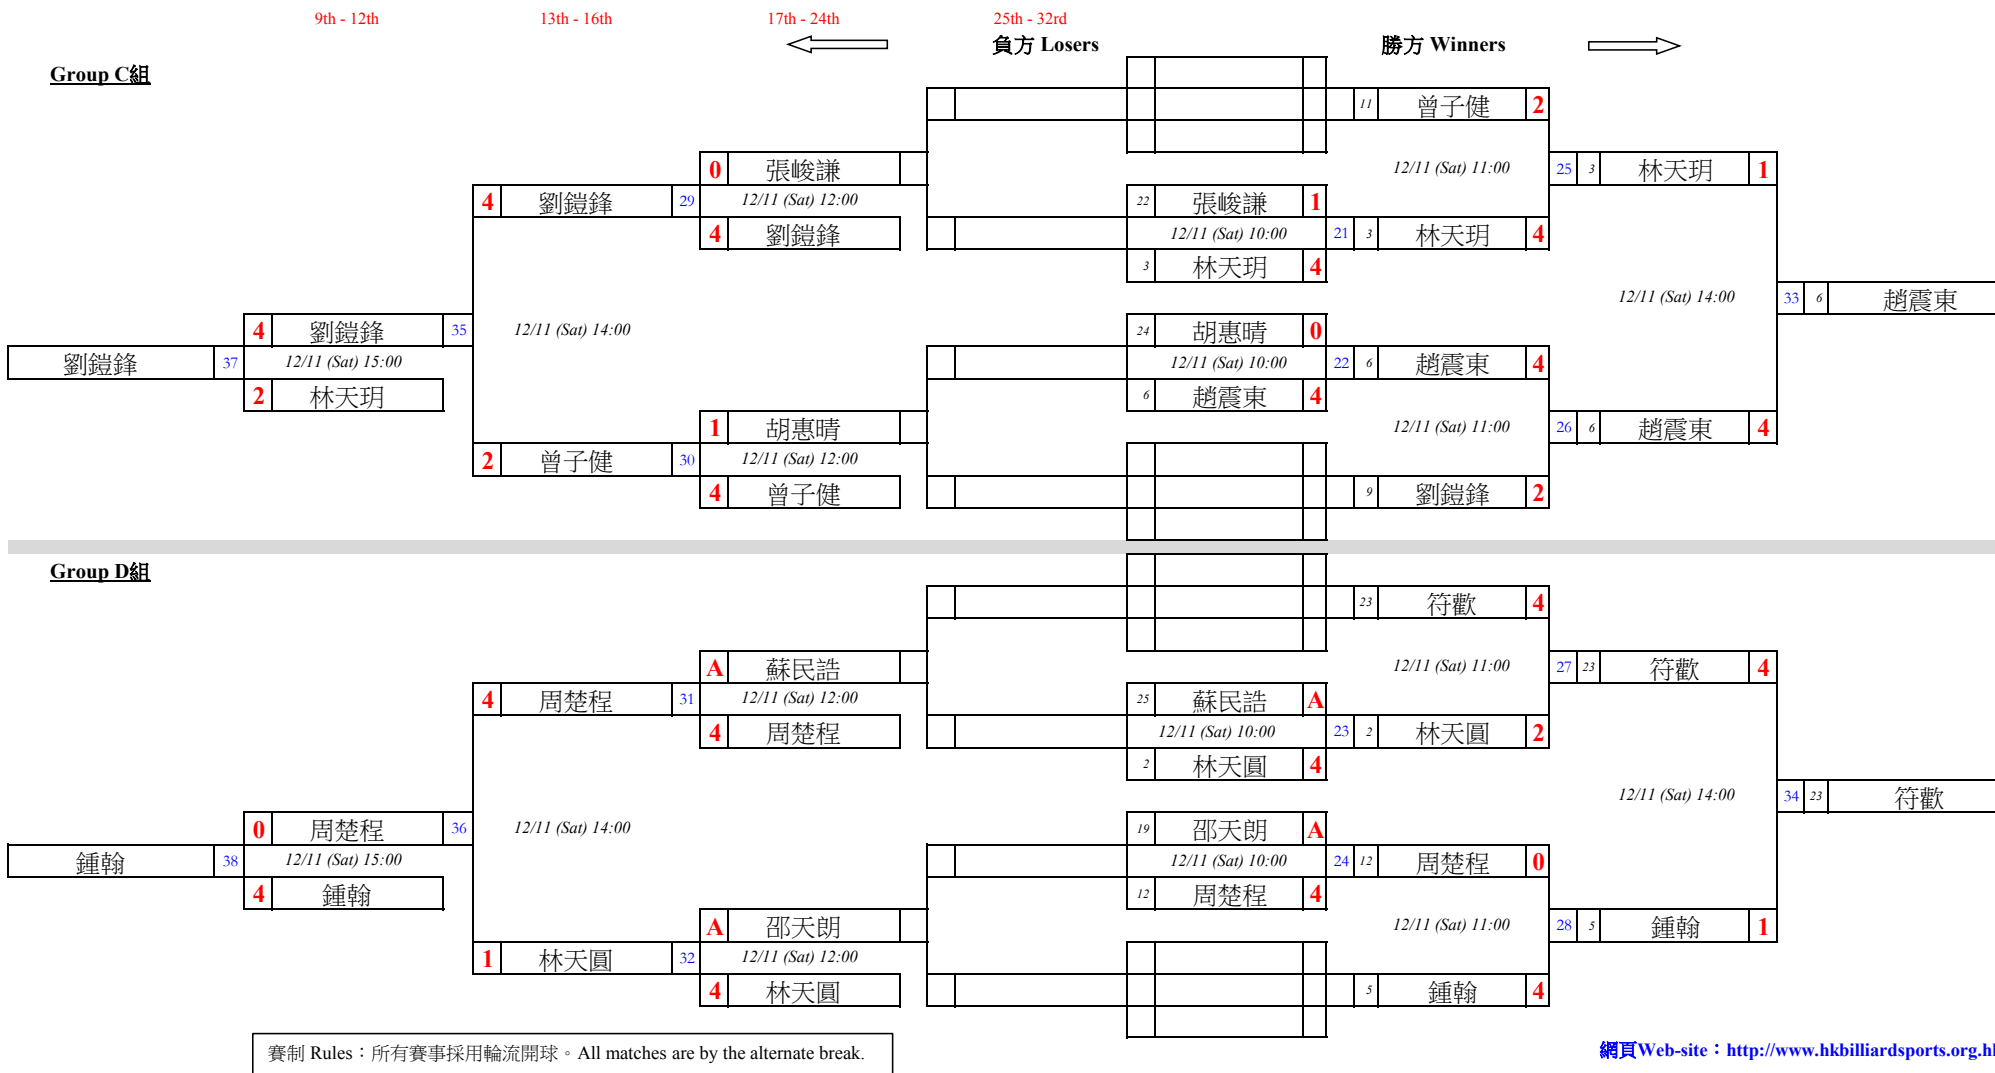 9th - 12th 13th - 16th 17th - 24th 25th - 32rd
負方 Losers 勝方 Winners
Group C組
11 曾子健 2
0 張峻謙 12/11 (Sat) 11:00 25 3 林天玥 1
4 劉鎧鋒 29 12/11 (Sat) 12:00 22 張峻謙 1
4 劉鎧鋒 12/11 (Sat) 10:00 21 3 林天玥 4
3 林天玥 4
12/11 (Sat) 14:00 33 6 趙震東
4 劉鎧鋒 35 12/11 (Sat) 14:00 24 胡惠晴 0
劉鎧鋒 37 12/11 (Sat) 15:00 12/11 (Sat) 10:00 22 6 趙震東 4
2 林天玥 6 趙震東 4
1 胡惠晴 12/11 (Sat) 11:00 26 6 趙震東 4
2 曾子健 30 12/11 (Sat) 12:00
4 曾子健 9 劉鎧鋒 2
Group D組
23 符歡 4
A 蘇民誥 12/11 (Sat) 11:00 27 23 符歡 4
4 周楚程 31 12/11 (Sat) 12:00 25 蘇民誥 A
4 周楚程 12/11 (Sat) 10:00 23 2 林天圓 2
2 林天圓 4
12/11 (Sat) 14:00 34 23 符歡
0 周楚程 36 12/11 (Sat) 14:00 19 邵天朗 A
鍾翰 38 12/11 (Sat) 15:00 12/11 (Sat) 10:00 24 12 周楚程 0
4 鍾翰 12 周楚程 4
A 邵天朗 12/11 (Sat) 11:00 28 5 鍾翰 1
1 林天圓 32 12/11 (Sat) 12:00
4 林天圓 5 鍾翰 4
賽制 Rules：所有賽事採用輪流開球。All matches are by the alternate break.
網頁Web-site：http://www.hkbilliardsports.org.hk